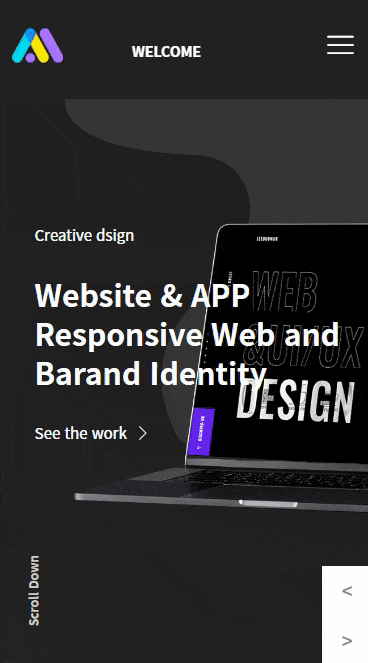 WELCOME
Creative dsign
Website & APP
Responsive Web and
Barand Identity
See the work
WEB
&UI/UX
DESIGN
Scroll Down
<
>